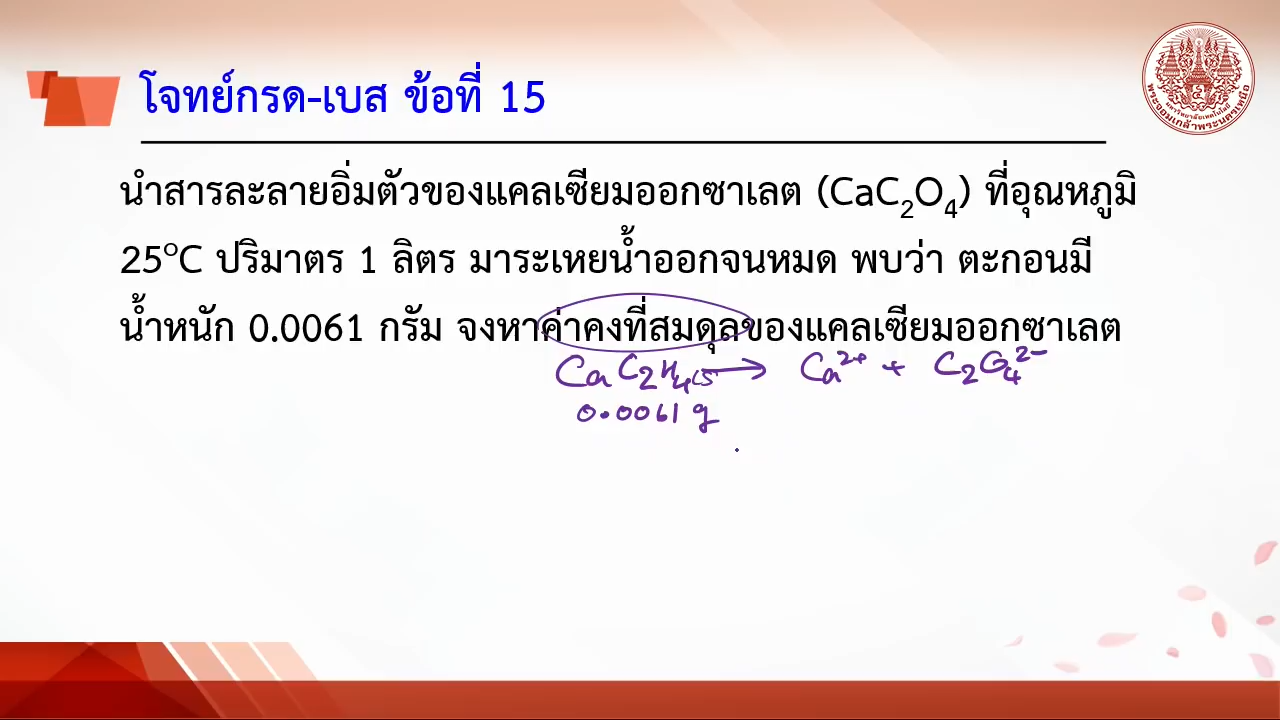 โจทย์กรด-เบส ข้อที่ 15
นำสารละลายอิ่มตัวของแคลเซียมออกซาเลต (CaC₂O₄) ที่อุณหภูมิ
25°C ปริมาตร 1 ลิตร มาระเหยน้ำออกจนหมด พบว่า ตะกอนมี
น้ำหนัก 0.0061 กรัม จงหาค่าคงที่สมดุลของแคลเซียมออกซาเลต
CaC₂H₄(s) → Ca²⁺ + C₂O₄²⁻
0.0061 g